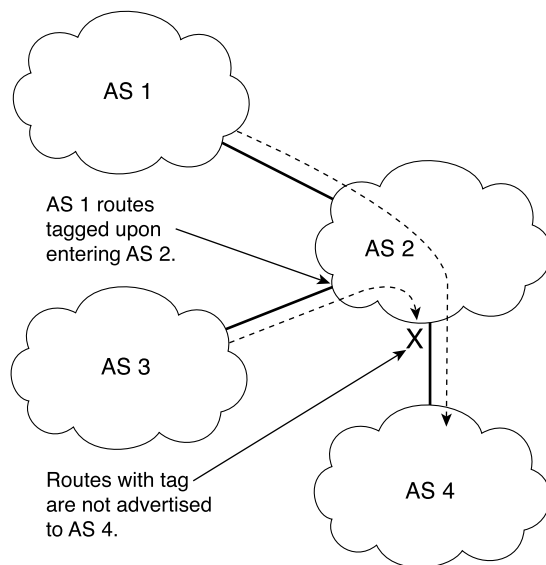 AS 1
AS 1 routes
tagged upon
entering AS 2.
AS 2
X
AS 3
Routes with tag
are not advertised
to AS 4.
AS 4